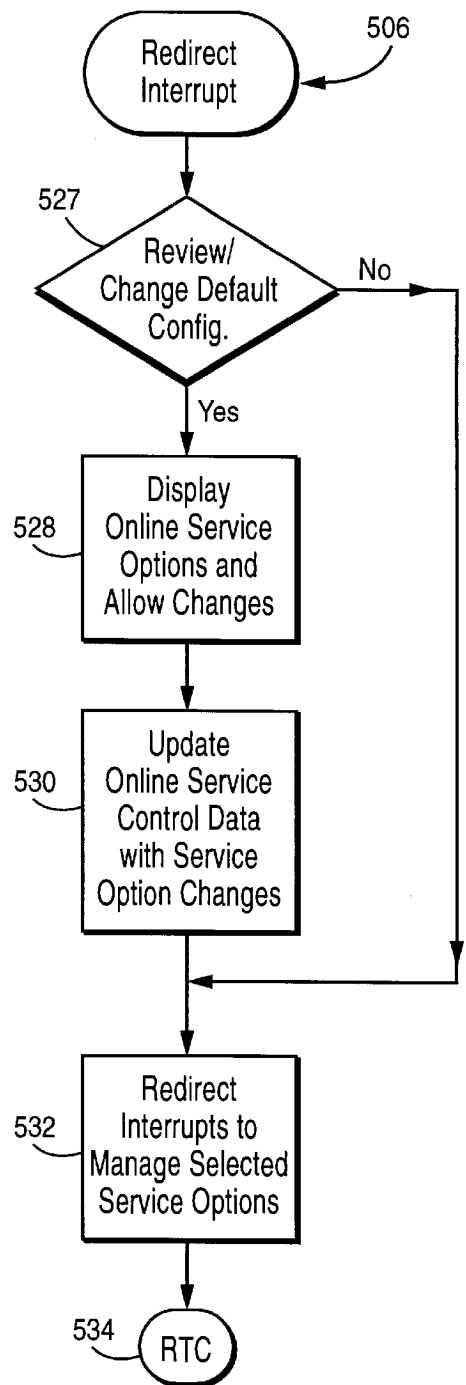 Redirect
Interrupt
506
527
Review/
Change Default
Config.
No
Yes
528
Display
Online Service
Options and
Allow Changes
530
Update
Online Service
Control Data
with Service
Option Changes
532
Redirect
Interrupts to
Manage Selected
Service Options
534
RTC